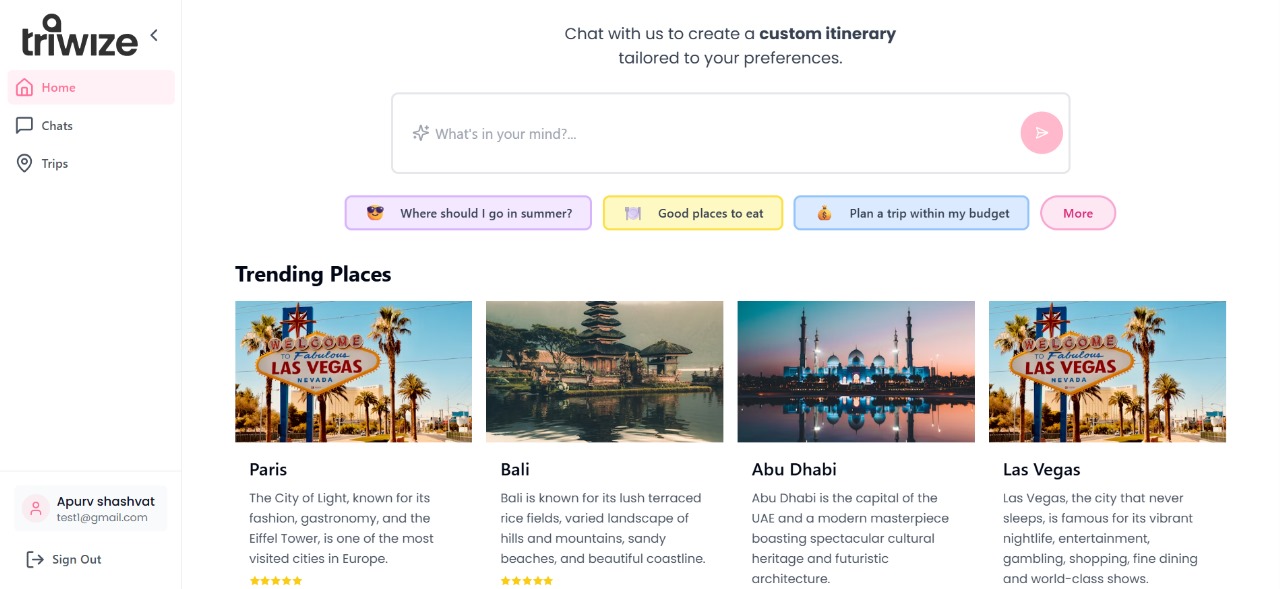 triwize
Home
Chats
Trips
Apurv shashvat
test1@gmail.com
Sign Out
Chat with us to create a custom itinerary
tailored to your preferences.
What's in your mind?...
Where should I go in summer?
Good places to eat
Plan a trip within my budget
More
Trending Places
WELCOME
TO Fabulous
LAS VEGAS
NEVADA
WELCOME
TO Fabulous
LAS VEGAS
NEVADA
Paris
The City of Light, known for its
fashion, gastronomy, and the
Eiffel Tower, is one of the most
visited cities in Europe.
Bali
Bali is known for its lush terraced
rice fields, varied landscape of
hills and mountains, sandy
beaches, and beautiful coastline.
Abu Dhabi
Abu Dhabi is the capital of the
UAE and a modern masterpiece
boasting spectacular cultural
heritage and futuristic
architecture.
Las Vegas
Las Vegas, the city that never
sleeps, is famous for its vibrant
nightlife, entertainment,
gambling, shopping, fine dining
and world-class shows.